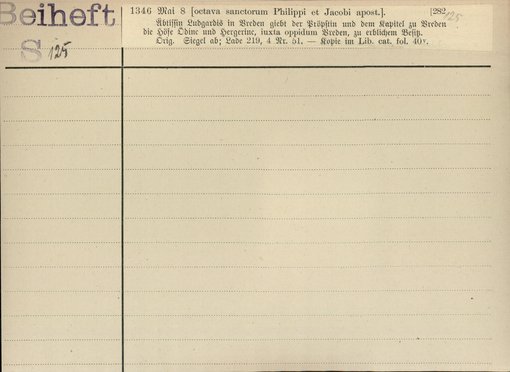 Beiheft
S 125
1346 Mai 8 [octava sanctorum Philippi et Jacobi apost.]. [282, 125
Äbtissin Ludgardis in Vreden giebt der Pröpstin und dem Kapitel zu Vreden
die Höfe Odinc und Hergerinc, iuxta oppidum Vreden, zu erblichem Besitz.
Orig. Siegel ab; Lade 219, 4 Nr. 51. — Kopie im Lib. cat. fol. 40v.